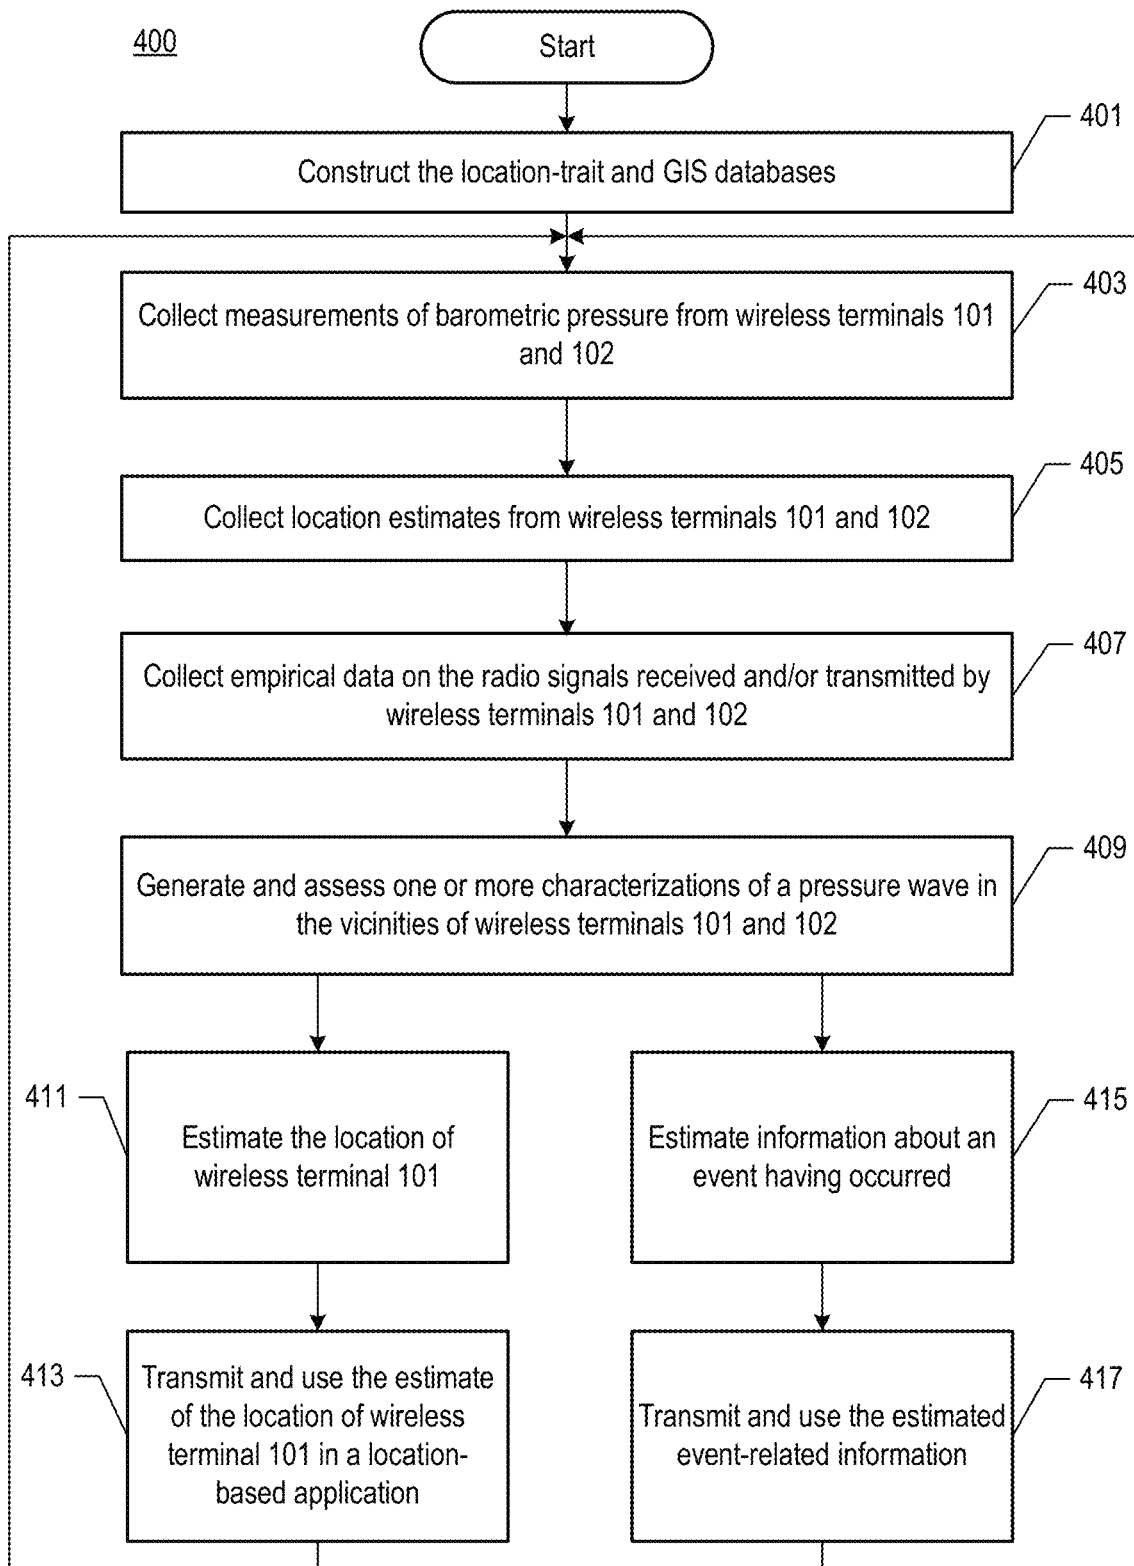 400
Start
401
Construct the location-trait and GIS databases
403
Collect measurements of barometric pressure from wireless terminals 101
and 102
405
Collect location estimates from wireless terminals 101 and 102
407
Collect empirical data on the radio signals received and/or transmitted by
wireless terminals 101 and 102
409
Generate and assess one or more characterizations of a pressure wave in
the vicinities of wireless terminals 101 and 102
411
Estimate the location of
wireless terminal 101
415
Estimate information about an
event having occurred
413
Transmit and use the estimate
of the location of wireless
terminal 101 in a location-
based application
417
Transmit and use the estimated
event-related information